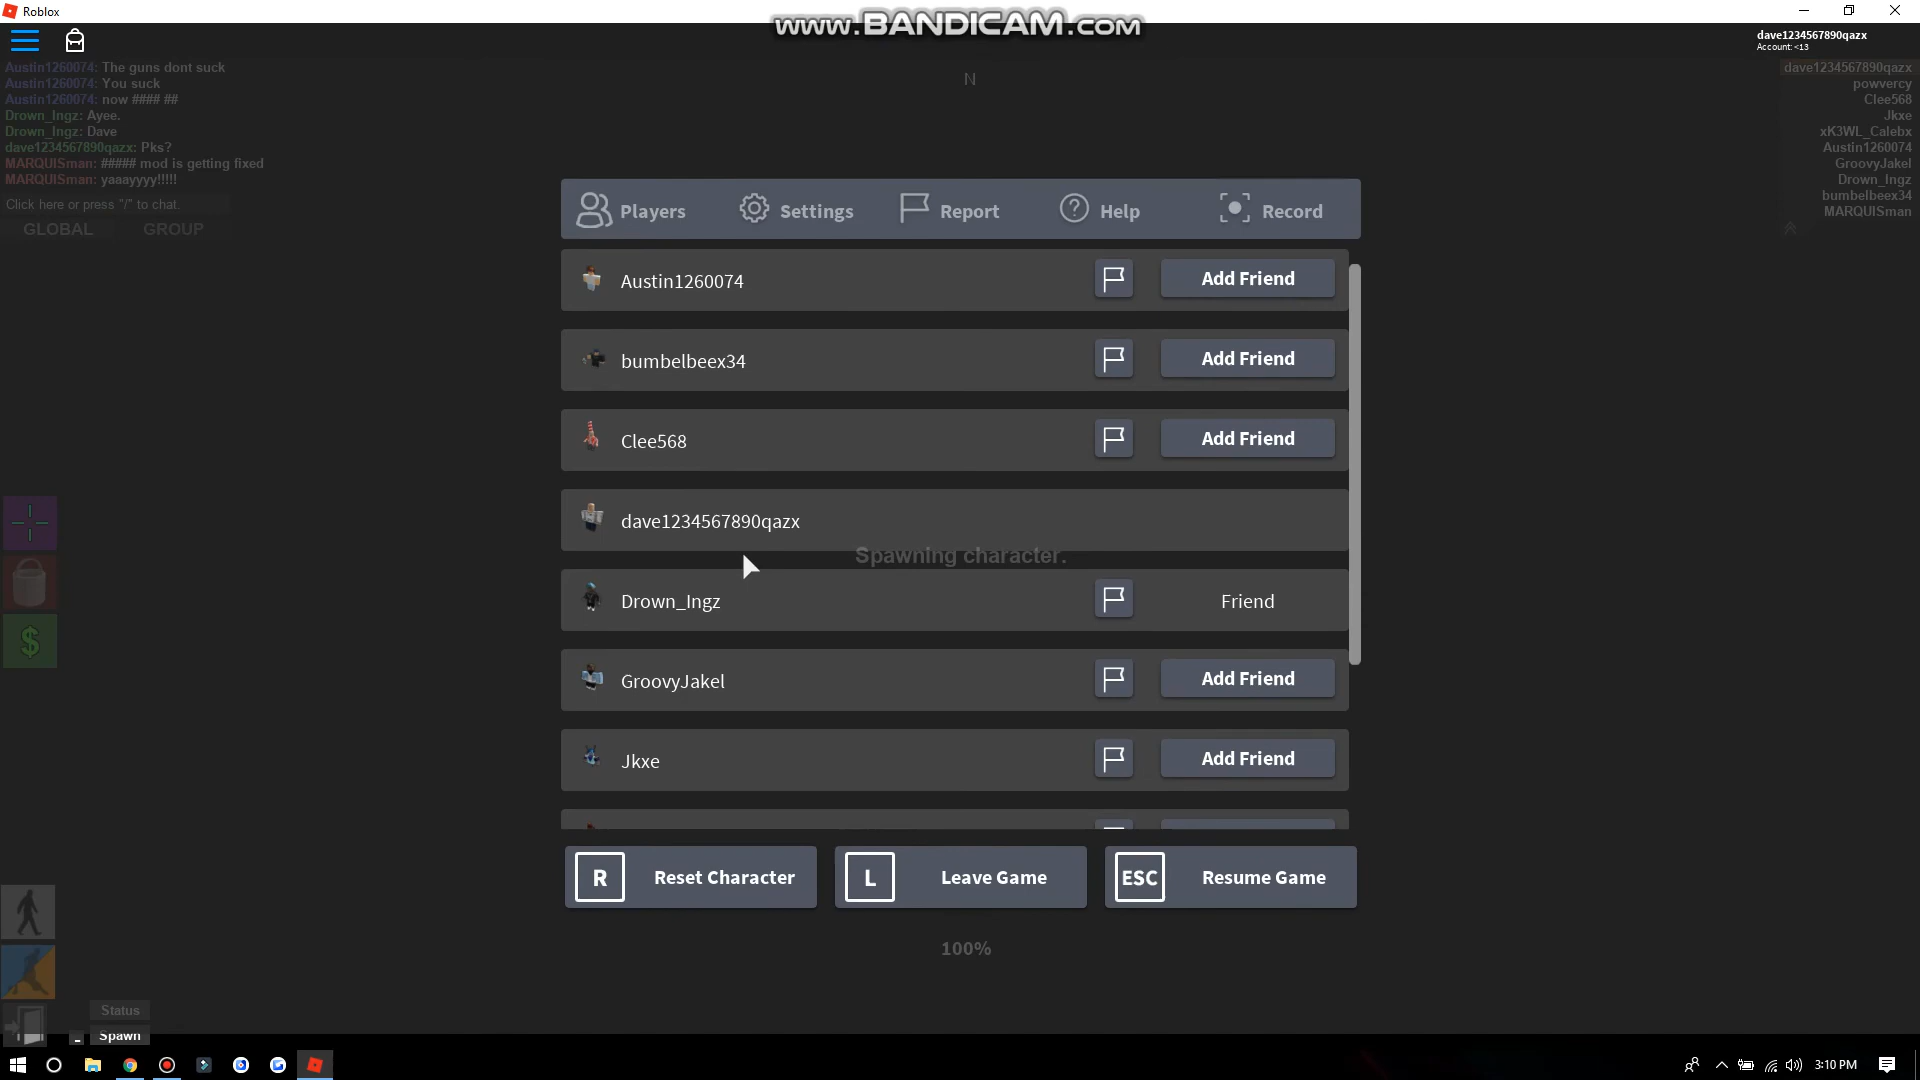 Roblox
www.BANDICAM.com
dave1234567890qazx
Account: <13
Austin1260074: The guns dont suck
Austin1260074: You suck
Austin1260074: now #### ##
Drown_Ingz: Ayee.
Drown_Ingz: Dave
dave1234567890qazx: Pks?
MARQUISman: ##### mod is getting fixed
MARQUISman: yaaayyyy!!!!!
Click here or press "/" to chat.
GLOBAL GROUP
N
dave1234567890qazx
powvercy
Clee568
Jkxe
xK3WL_Calebx
Austin1260074
GroovyJakel
Drown_Ingz
bumbelbeex34
MARQUISman
Players Settings Report ? Help Record
Austin1260074 Add Friend
bumbelbeex34 Add Friend
Clee568 Add Friend
dave1234567890qazx
Spawning character.
Drown_Ingz Friend
GroovyJakel Add Friend
Jkxe Add Friend
$
R Reset Character L Leave Game ESC Resume Game
100%
Status
- Spawn
3:10 PM